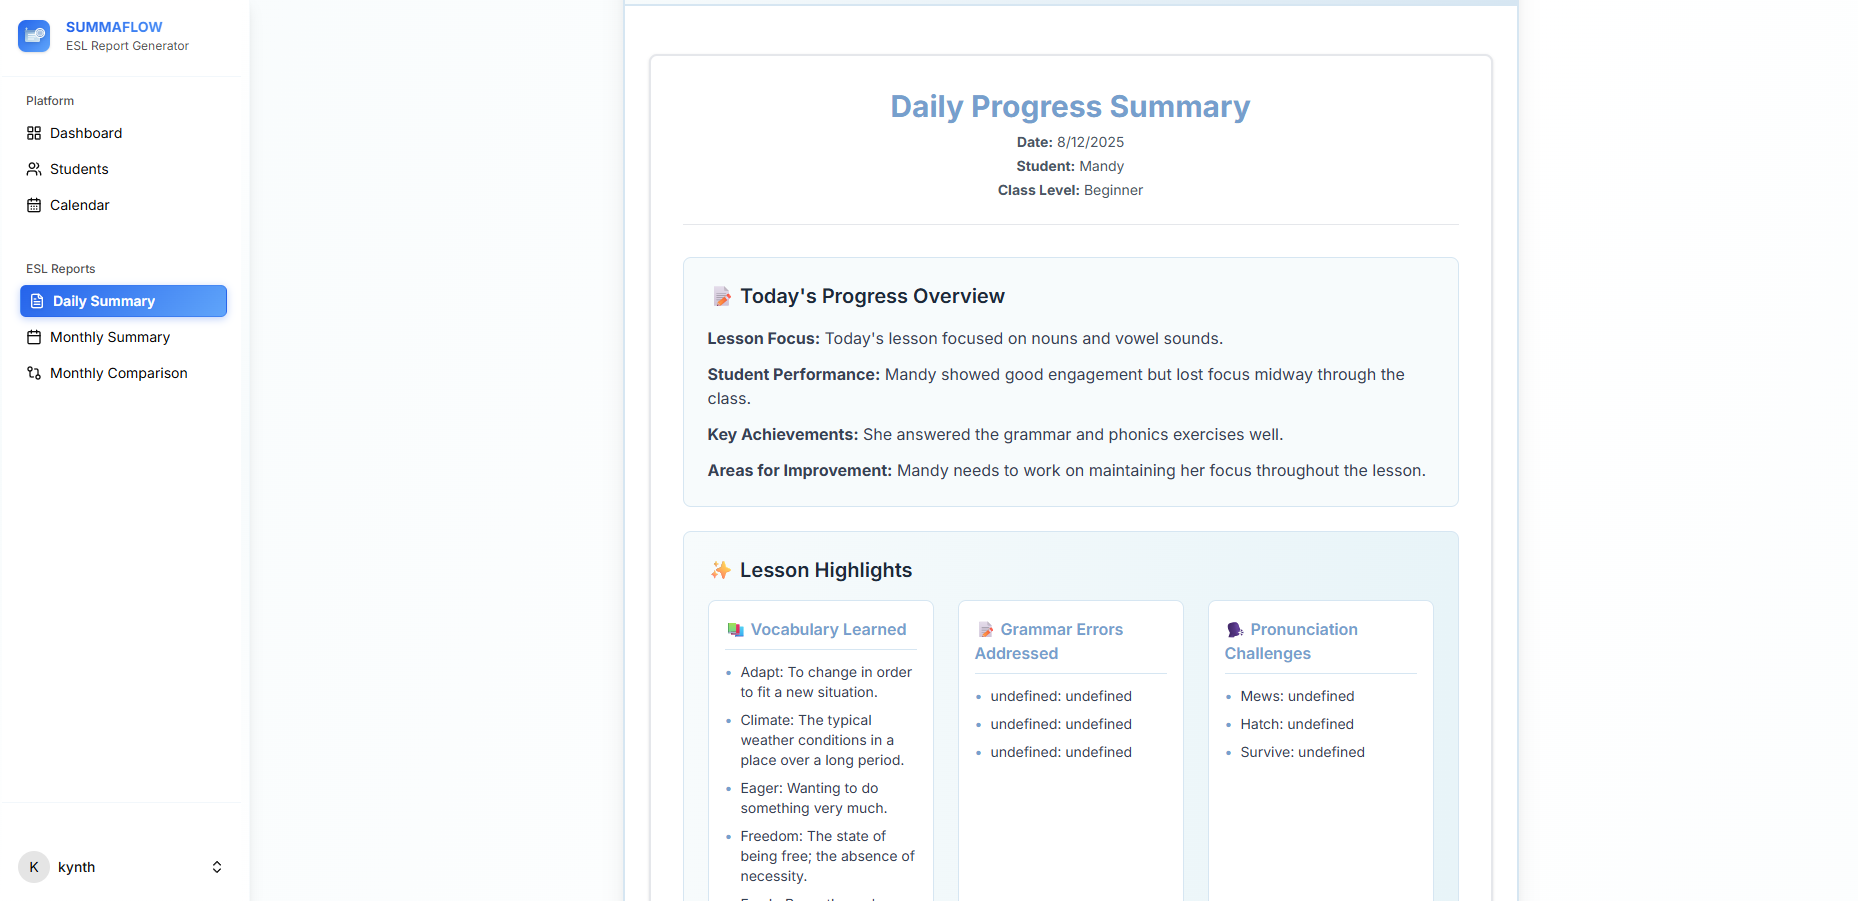 SUMMAFLOW
ESL Report Generator
Platform
Dashboard
Students
Calendar
ESL Reports
Daily Summary
Monthly Summary
Monthly Comparison
K
kynth
Daily Progress Summary
Date: 8/12/2025
Student: Mandy
Class Level: Beginner
Today's Progress Overview
Lesson Focus: Today's lesson focused on nouns and vowel sounds.
Student Performance: Mandy showed good engagement but lost focus midway through the
class.
Key Achievements: She answered the grammar and phonics exercises well.
Areas for Improvement: Mandy needs to work on maintaining her focus throughout the lesson.
Lesson Highlights
Vocabulary Learned
• Adapt: To change in order
to fit a new situation.
• Climate: The typical
weather conditions in a
place over a long period.
• Eager: Wanting to do
something very much.
• Freedom: The state of
being free; the absence of
necessity.
Grammar Errors
Addressed
• undefined: undefined
• undefined: undefined
• undefined: undefined
Pronunciation
Challenges
• Mews: undefined
• Hatch: undefined
• Survive: undefined